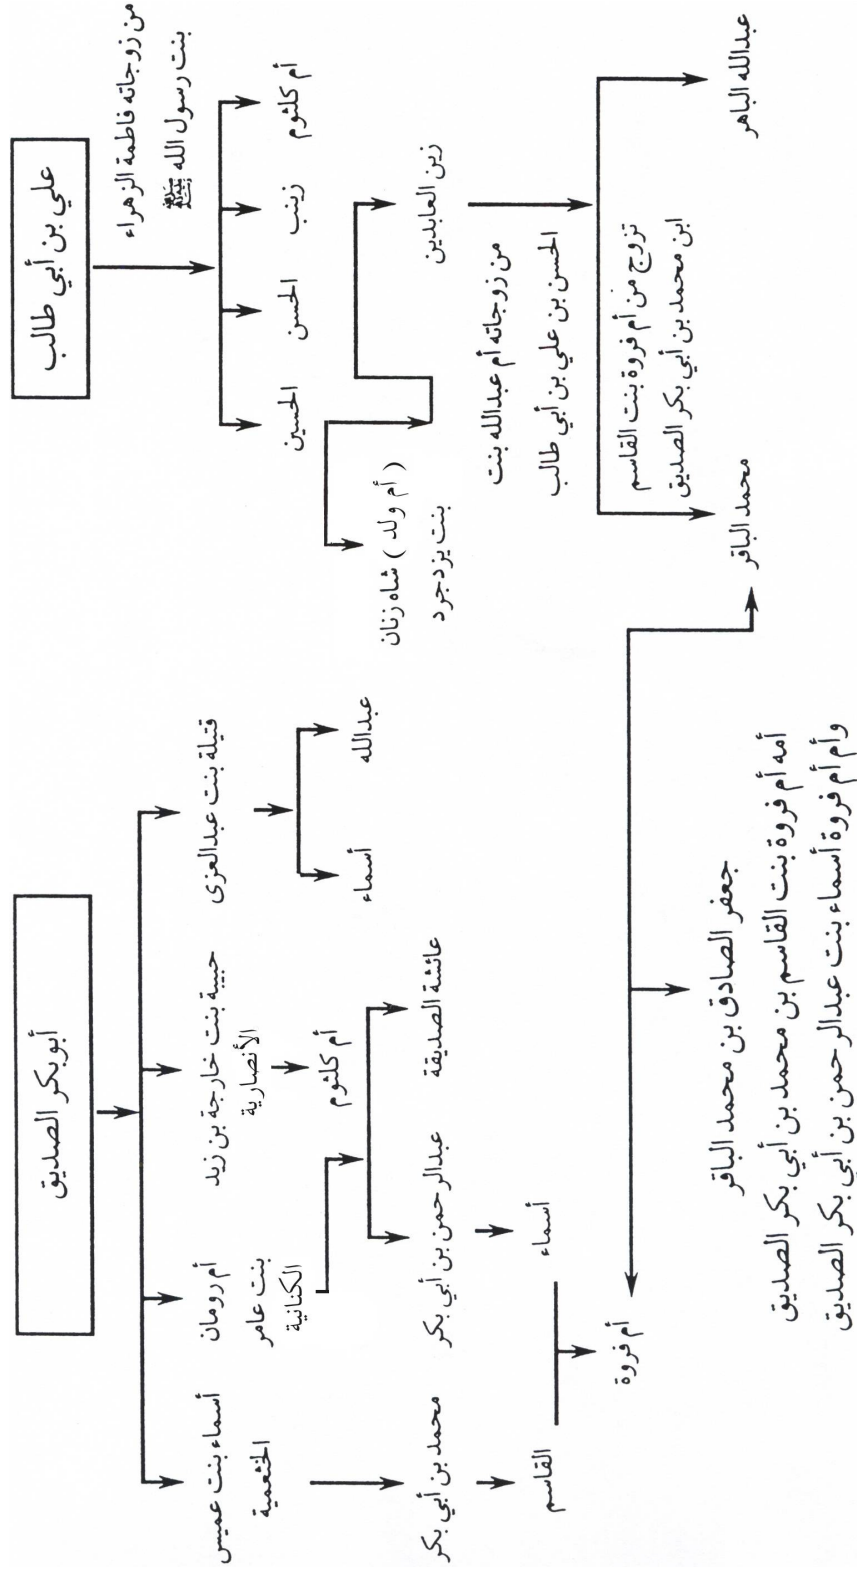 علي بن أبي طالب
من زوجاته فاطمة الزهراء
بنت رسول الله ﷺ
أم كلثوم
زينب
الحسن
الحسين
زين العابدين
( أم ولد ) شاه زنان
بنت يزدجرد
من زوجاته أم عبدالله بنت
الحسن بن علي بن أبي طالب
تزوج من أم فروة بنت القاسم
ابن محمد بن أبي بكر الصديق
عبدالله الباهر
محمد الباقر
أبوبكر الصديق
قتيلة بنت عبدالعزى
حبيبة بنت خارجة بن زيد
الأنصارية
أم رومان
بنت عامر
الكنانية
أسماء بنت عميس
الخثعمية
عبدالله
أسماء
أم كلثوم
عائشة الصديقة
عبدالرحمن بن أبي بكر
محمد بن أبي بكر
أسماء
القاسم
أم فروة
جعفر الصادق بن محمد الباقر
أمه أم فروة بنت القاسم بن محمد بن أبي بكر الصديق
وأم أم فروة أسماء بنت عبدالرحمن بن أبي بكر الصديق